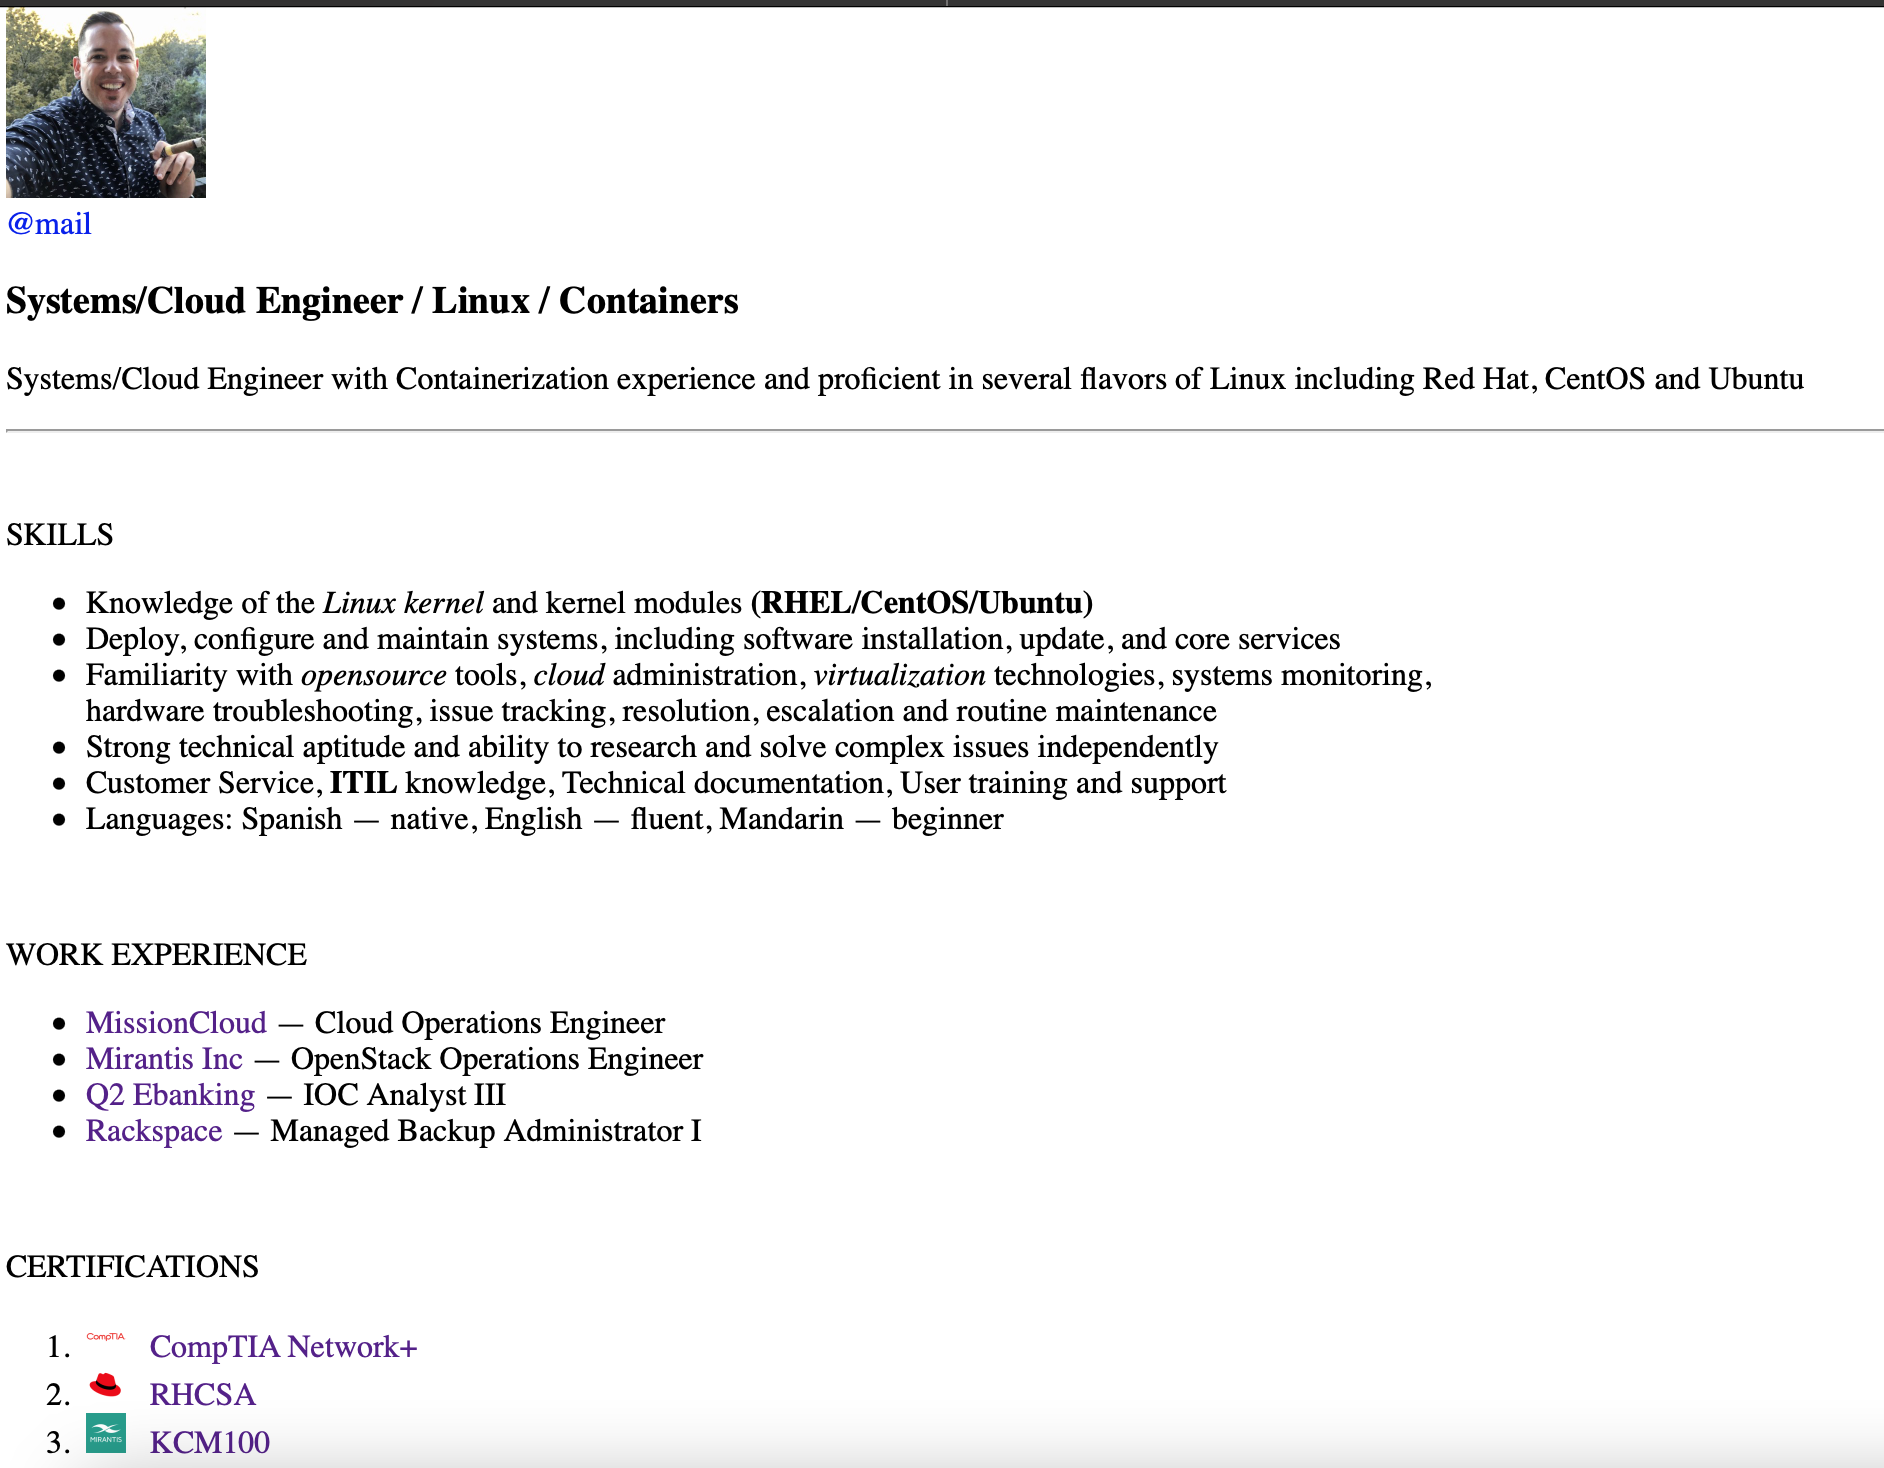 @mail
Systems/Cloud Engineer / Linux / Containers
Systems/Cloud Engineer with Containerization experience and proficient in several flavors of Linux including Red Hat, CentOS and Ubuntu
SKILLS
• Knowledge of the Linux kernel and kernel modules (RHEL/CentOS/Ubuntu)
• Deploy, configure and maintain systems, including software installation, update, and core services
• Familiarity with opensource tools, cloud administration, virtualization technologies, systems monitoring,
hardware troubleshooting, issue tracking, resolution, escalation and routine maintenance
• Strong technical aptitude and ability to research and solve complex issues independently
• Customer Service, ITIL knowledge, Technical documentation, User training and support
• Languages: Spanish — native, English — fluent, Mandarin — beginner
WORK EXPERIENCE
• MissionCloud — Cloud Operations Engineer
• Mirantis Inc — OpenStack Operations Engineer
• Q2 Ebanking — IOC Analyst III
• Rackspace — Managed Backup Administrator I
CERTIFICATIONS
1. CompTIA CompTIA Network+
2. RHCSA
3. MIRANTIS KCM100